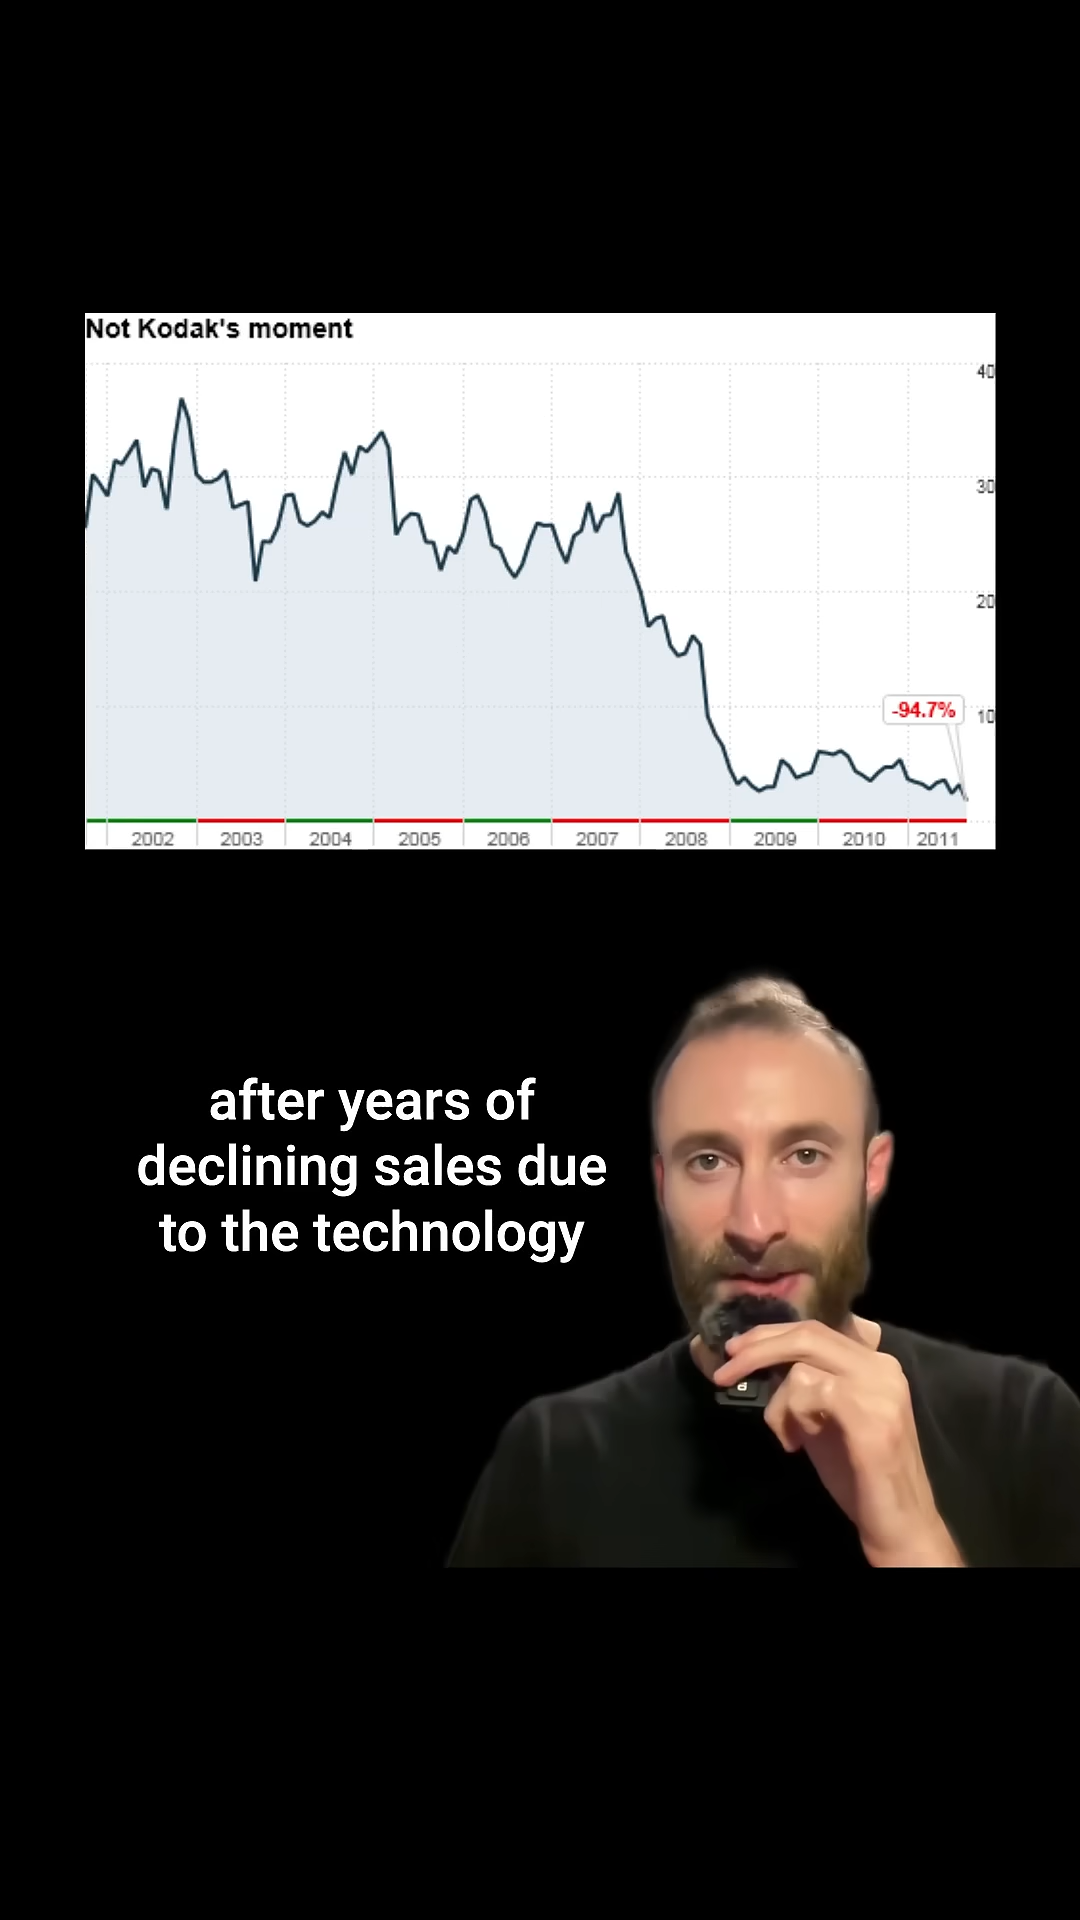 Not Kodak's moment
40
30
20
-94.7%
10
2002 2003 2004 2005 2006 2007 2008 2009 2010 2011
after years of
declining sales due
to the technology